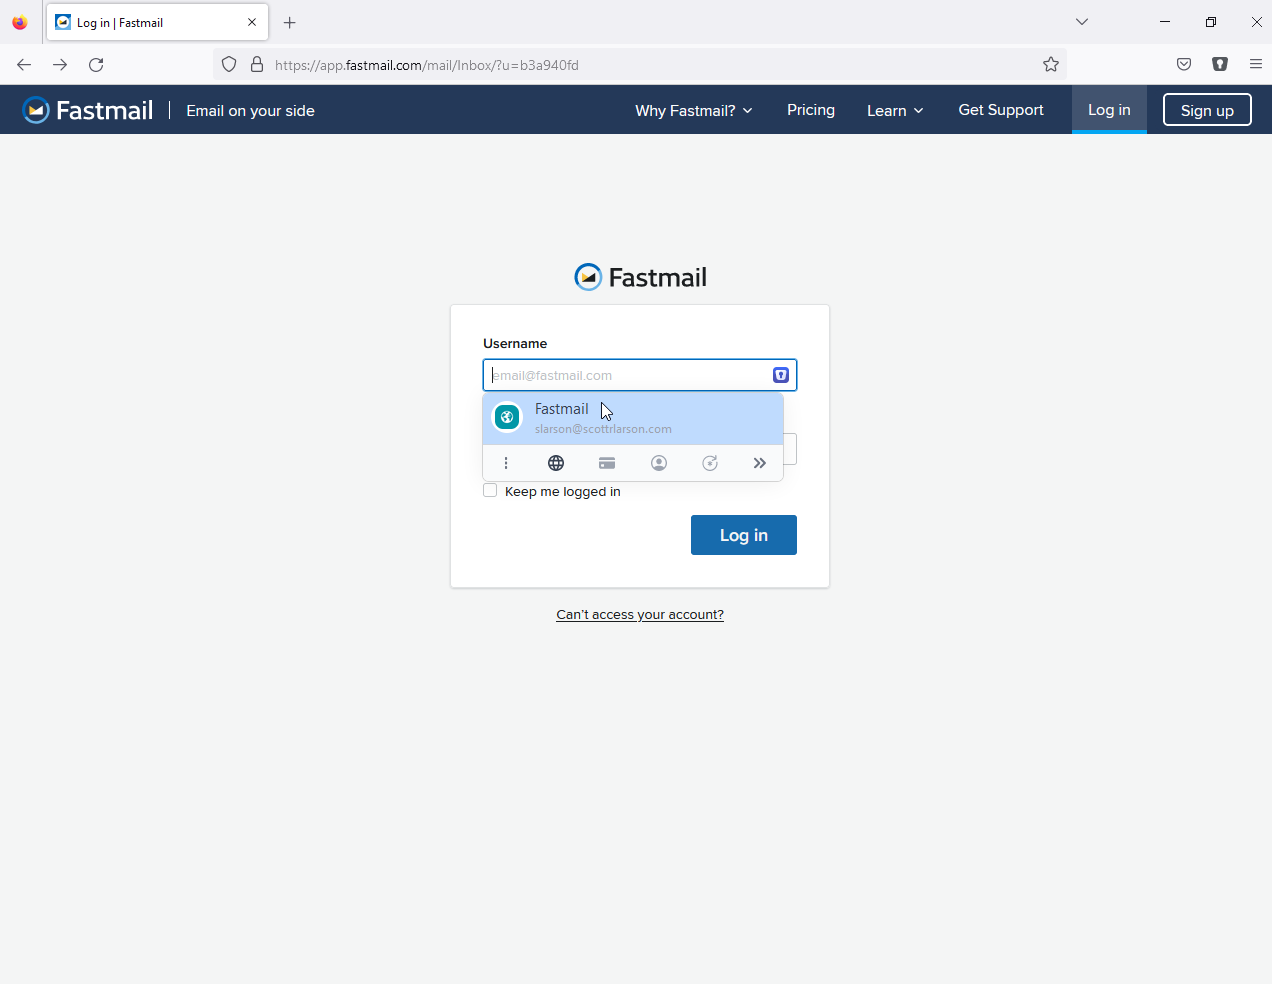 Log in | Fastmail
https://app.fastmail.com/mail/Inbox/?u=b3a940fd
Fastmail | Email on your side
Why Fastmail?
Pricing
Learn
Get Support
Log in
Sign up
Fastmail
Username
email@fastmail.com
Fastmail
slarson@scottrlarson.com
Keep me logged in
Log in
Can't access your account?